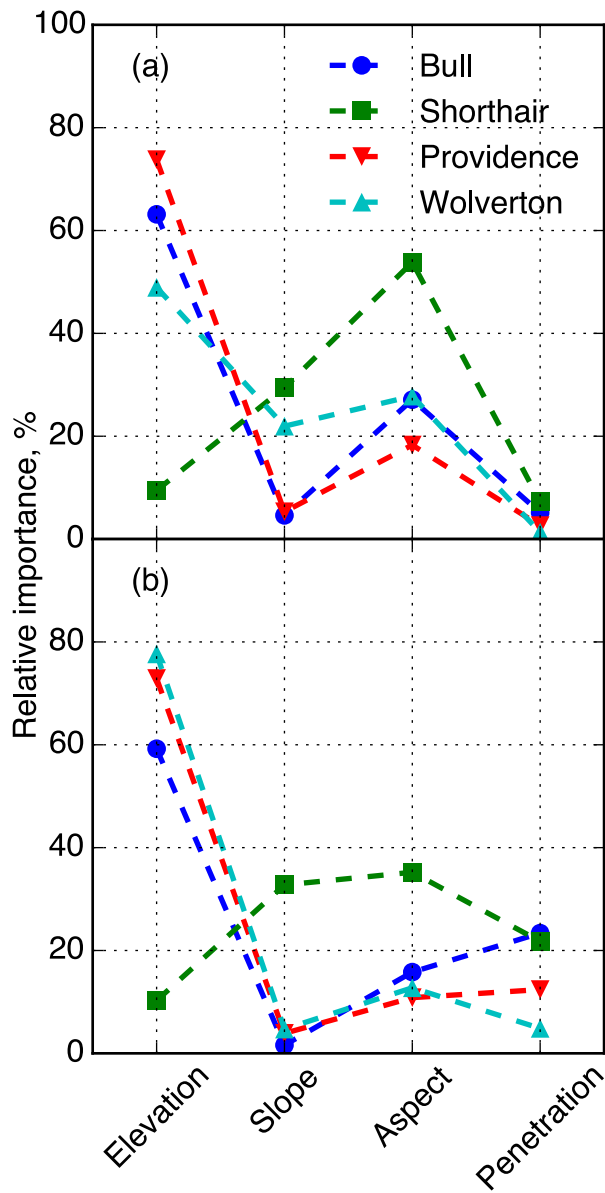 100
(a)
Bull
Shorthair
Providence
Wolverton
80
60
40
20
0
Relative importance, %
(b)
80
60
40
20
0
Elevation
Slope
Aspect
Penetration